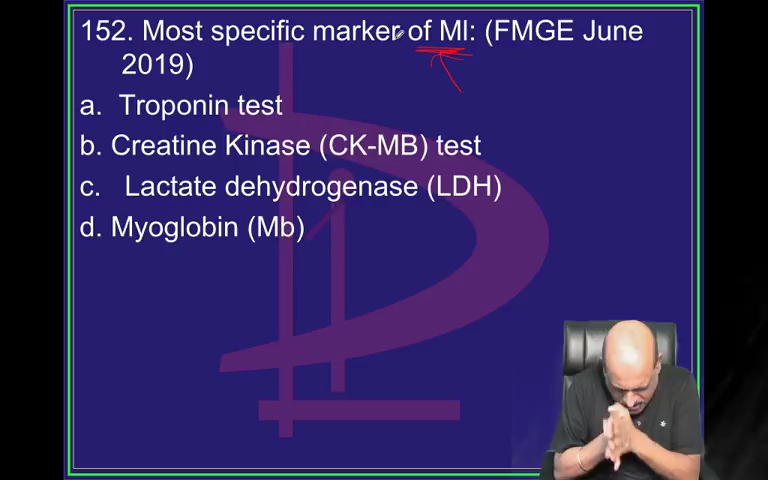 152. Most specific marker of MI: (FMGE June
2019)
a. Troponin test
b. Creatine Kinase (CK-MB) test
c. Lactate dehydrogenase (LDH)
d. Myoglobin (Mb)